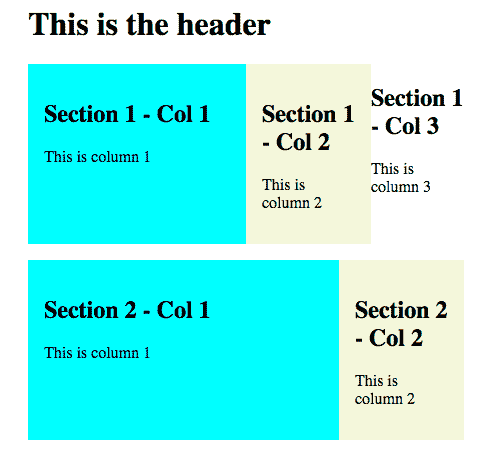 This is the header
Section 1 - Col 1
This is column 1
Section 1
- Col 2
This is
column 2
Section 1
- Col 3
This is
column 3
Section 2 - Col 1
This is column 1
Section 2
- Col 2
This is
column 2